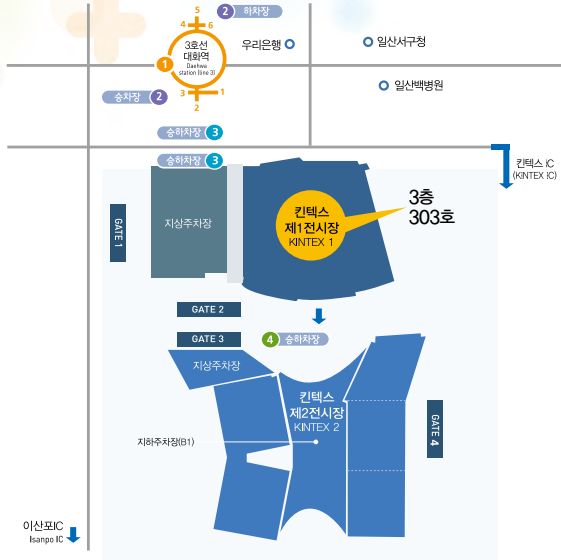 5
4 6
2 하차장
3호선
대화역
Daehwa
station (line 3)
1
우리은행
일산서구청
일산백병원
승차장 2
3 1
2
승하차장 3
승하차장 3
킨텍스 IC
(KINTEX IC)
지상주차장
GATE 1
킨텍스
제1전시장
KINTEX 1
3층
303호
GATE 2
GATE 3
4 승하차장
지상주차장
킨텍스
제2전시장
KINTEX 2
GATE 4
지하주차장(B1)
이산포IC
Isanpo IC